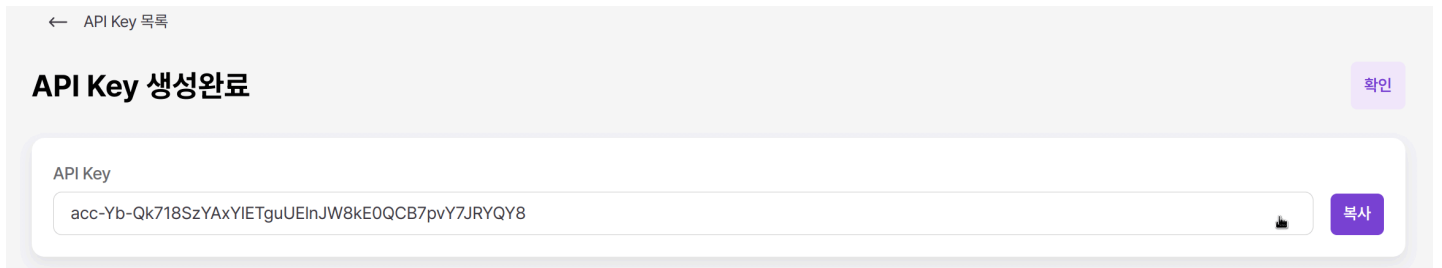 ← API Key 목록
API Key 생성완료
확인
API Key
acc-Yb-Qk718SzYAxYlETguUElnJW8kE0QCB7pvY7JRYQY8
복사